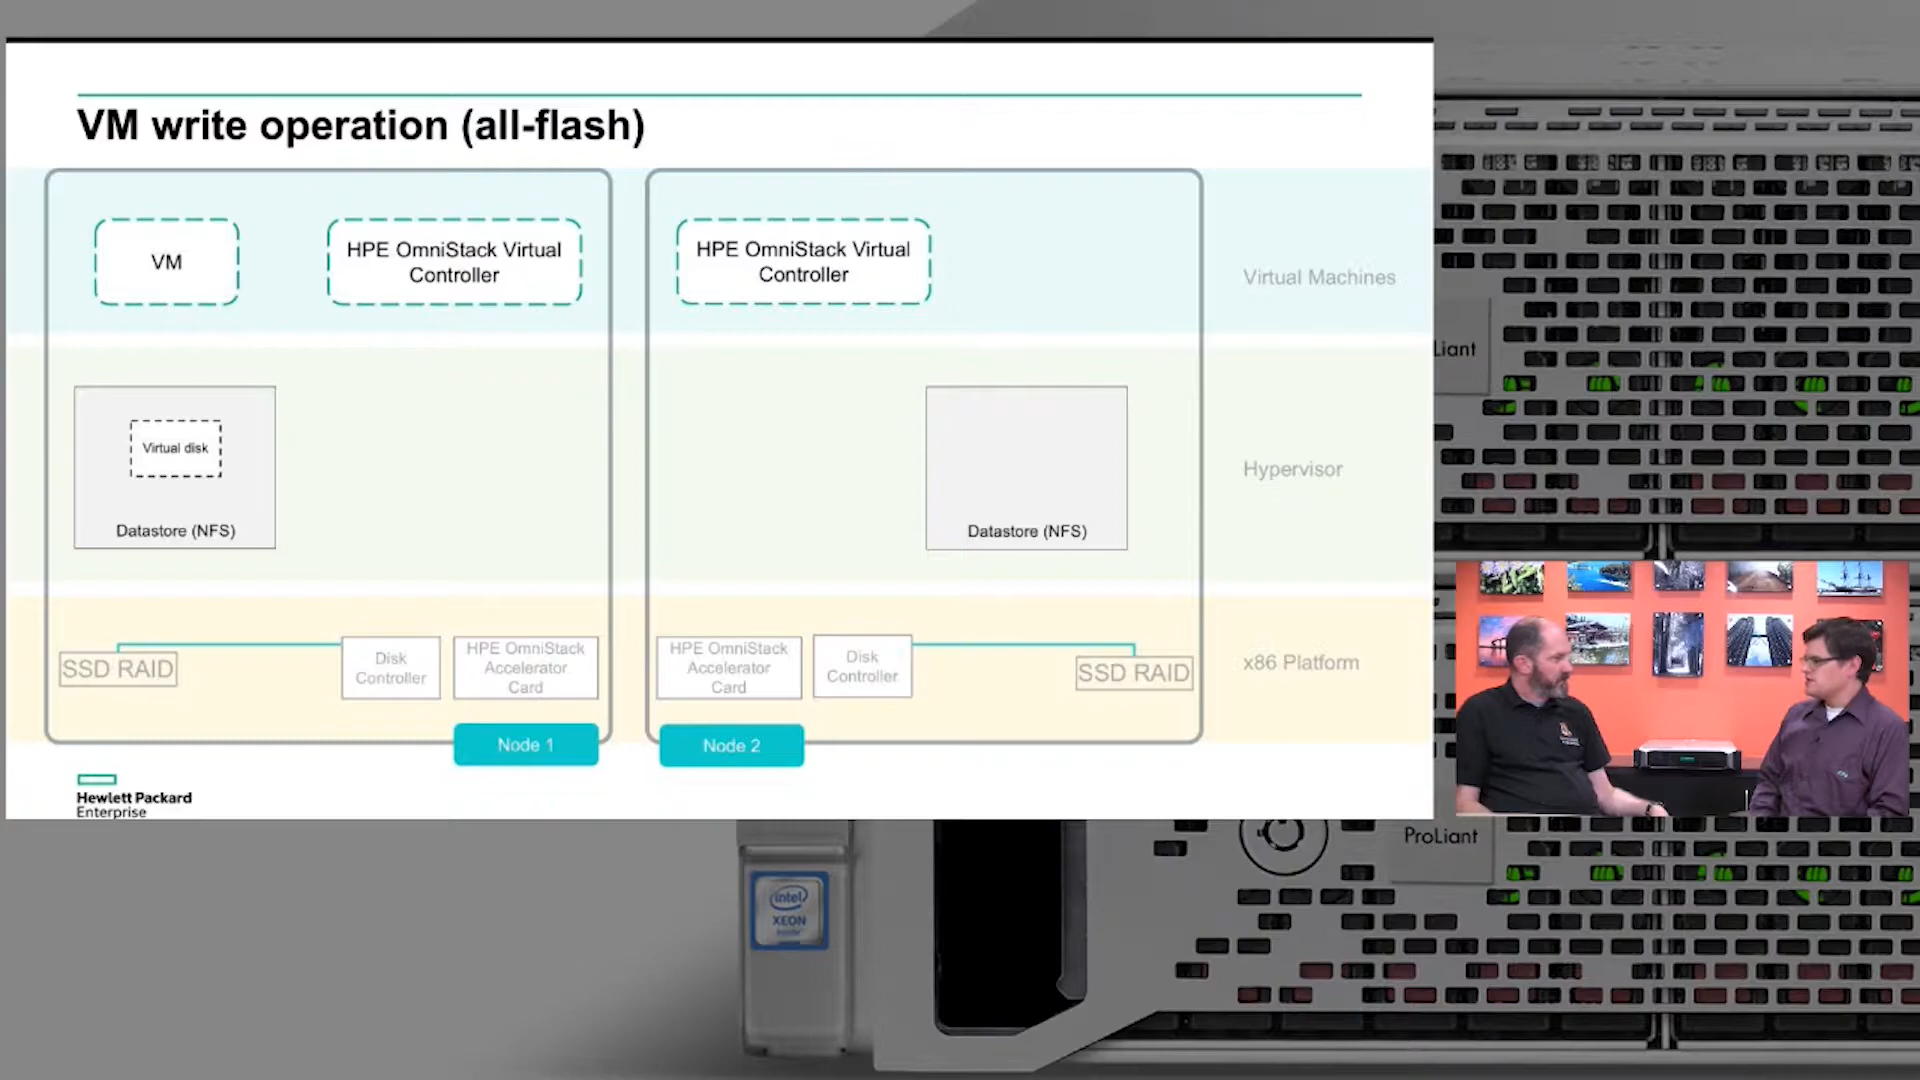 VM write operation (all-flash)
VM
HPE OmniStack Virtual
Controller
HPE OmniStack Virtual
Controller
Virtual Machines
Virtual disk
Datastore (NFS)
Datastore (NFS)
Hypervisor
SSD RAID
Disk
Controller
HPE OmniStack
Accelerator
Card
HPE OmniStack
Accelerator
Card
Disk
Controller
SSD RAID
x86 Platform
Node 1
Node 2
Hewlett Packard
Enterprise
Liant
ProLiant
intel
XEON
inside